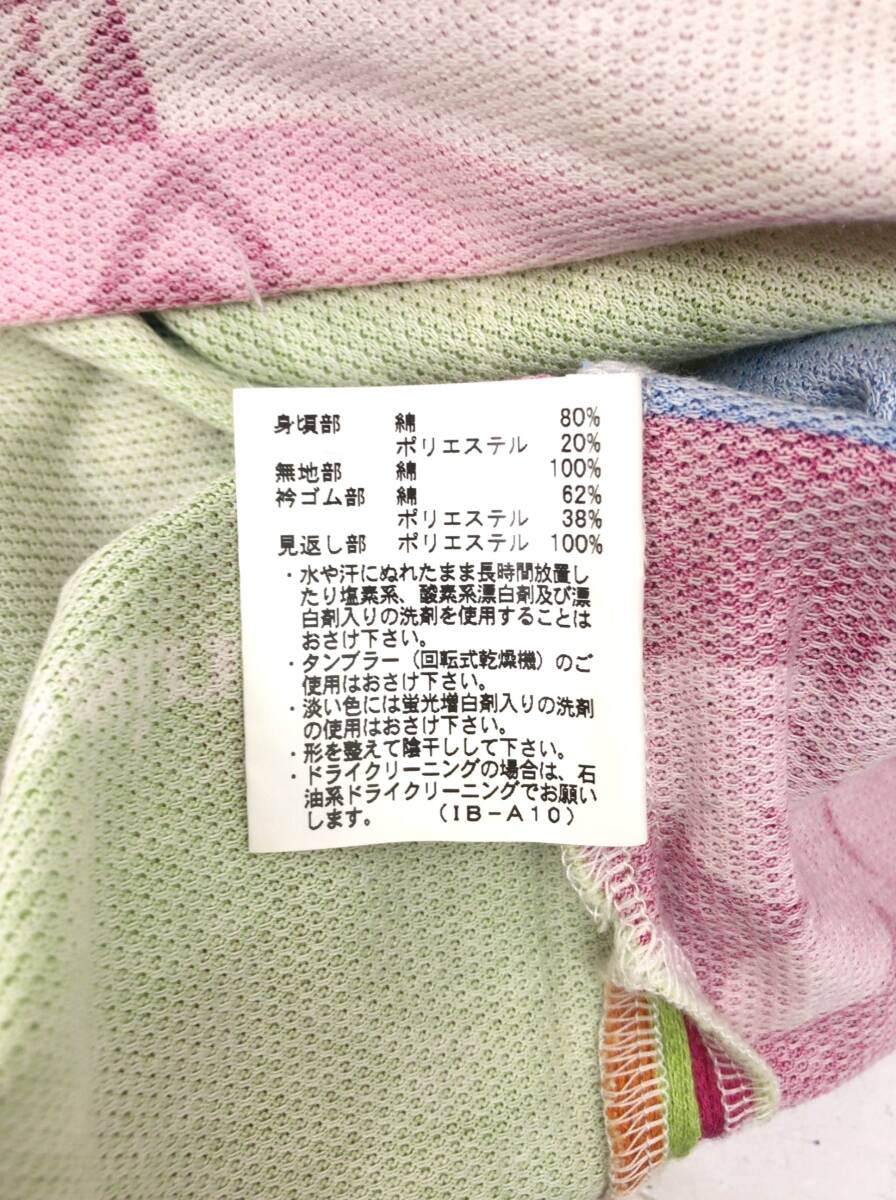 身頃部 綿 80%
ポリエステル 20%
無地部 綿 100%
衿ゴム部 綿 62%
ポリエステル 38%
見返し部 ポリエステル 100%
・水や汗にぬれたまま長時間放置し
たり塩素系、酸素系漂白剤及び漂
白剤入りの洗剤を使用することは
おさけ下さい。
・タンブラー（回転式乾燥機）のご
使用はおさけ下さい。
・淡い色には蛍光増白剤入りの洗剤
の使用はおさけ下さい。
・形を整えて陰干しして下さい。
・ドライクリーニングの場合は、石
油系ドライクリーニングでお願い
します。 （IB－A10）